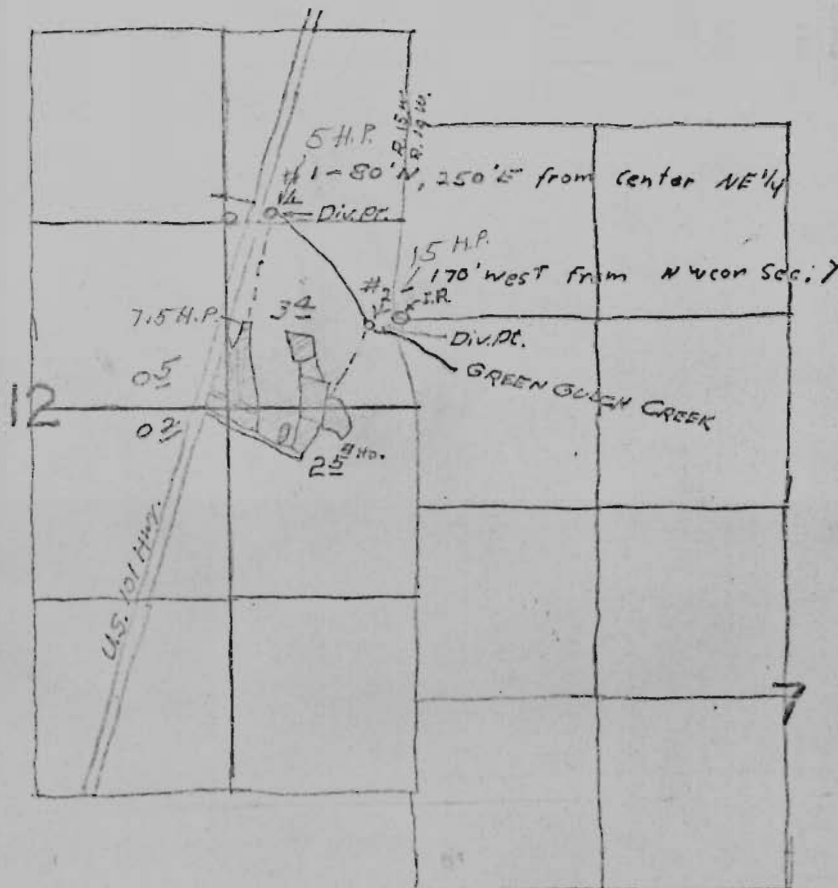 R. 15 W.
R. 14 W.
5 H.P.
#1 - 80' N, 250' E from center NE 1/4
Div. Pt.
15 H.P.
170' west from NW cor Sec. 7
#2
I.R.
7.5 H.P.
3 4
Div. Pt.
GREEN GULCH CREEK
0 5
12
0 2
2 5
U.S. 101 Hwy.
7